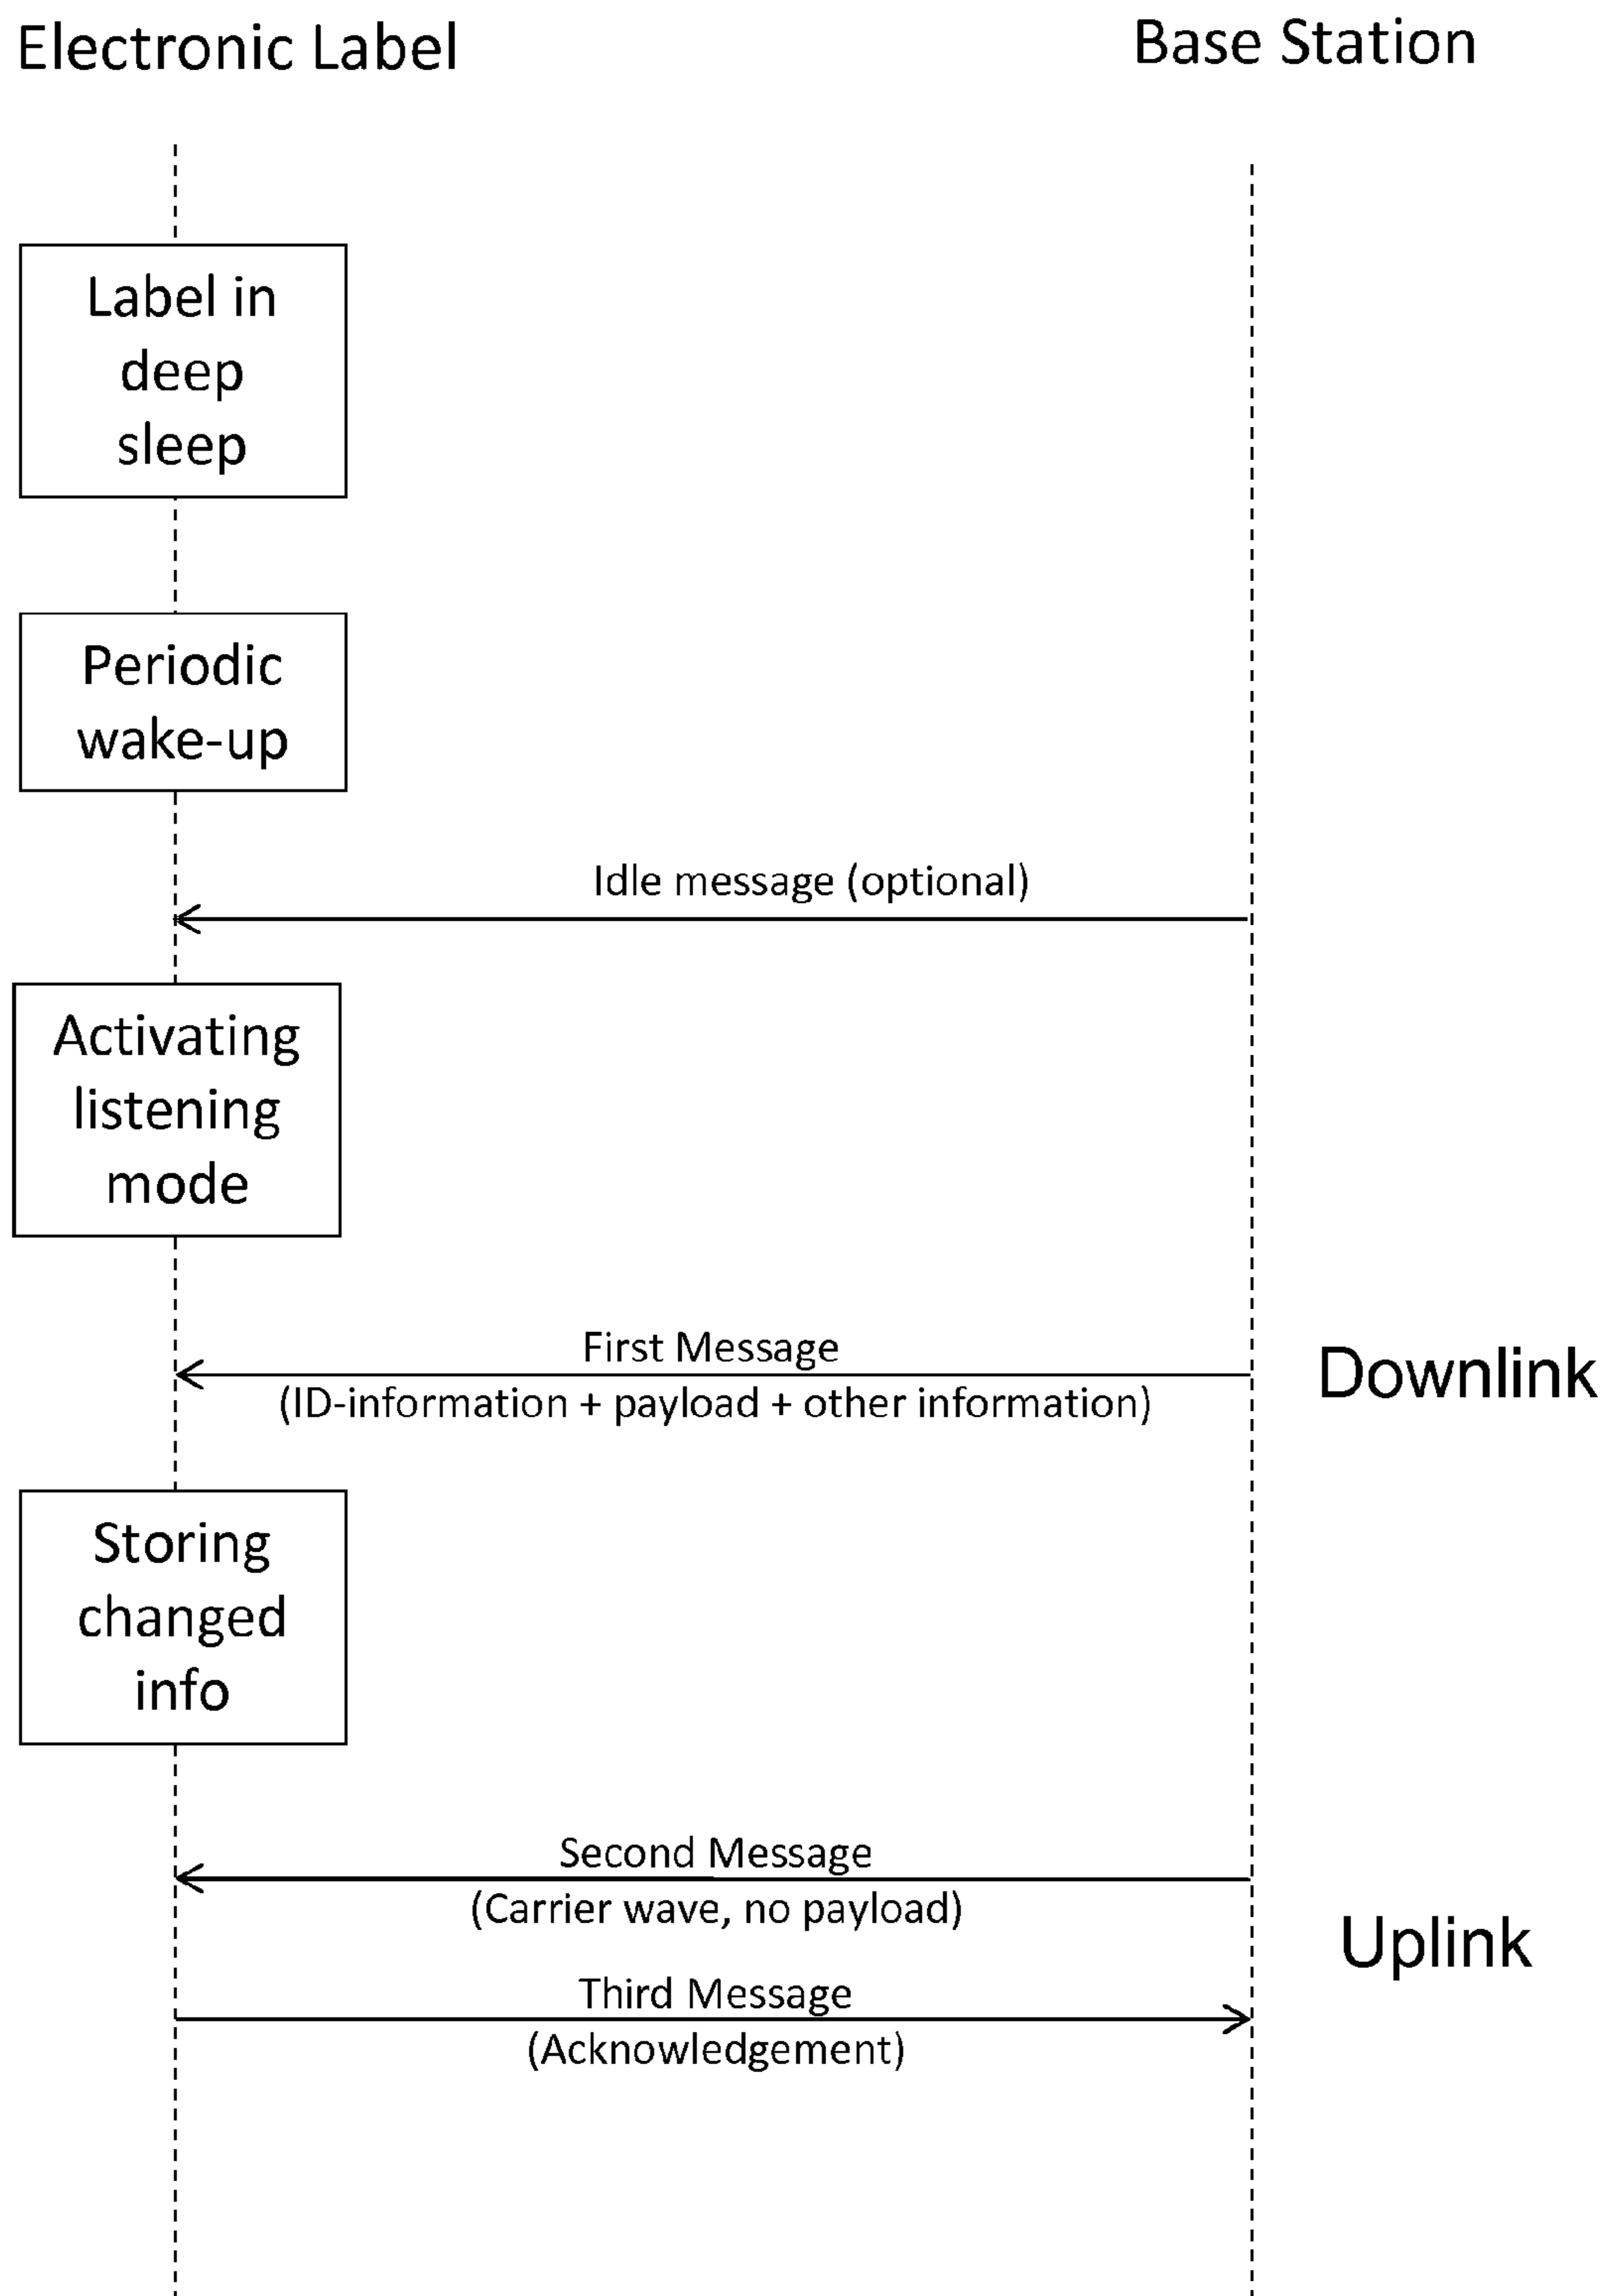 Electronic Label
Base Station
Label in
deep
sleep
Periodic
wake-up
Idle message (optional)
Activating
listening
mode
First Message
(ID-information + payload + other information)
Downlink
Storing
changed
info
Second Message
(Carrier wave, no payload)
Uplink
Third Message
(Acknowledgement)